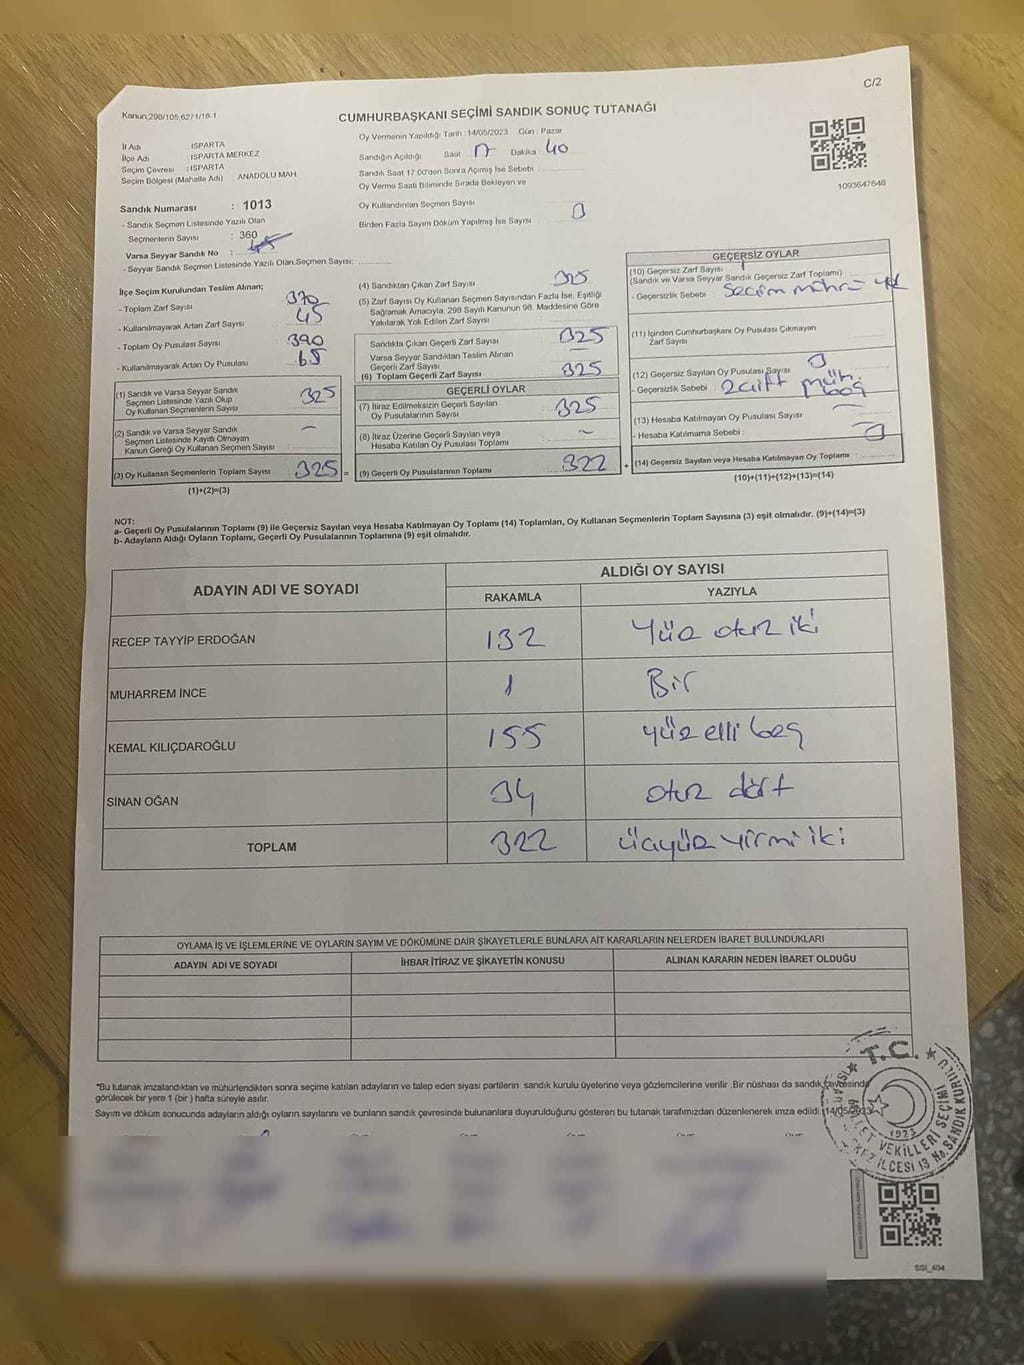 C/2
Kanun,298/105,6271/16-1
CUMHURBAŞKANI SEÇİMİ SANDIK SONUÇ TUTANAĞI
Oy Vermenin Yapıldığı Tarih :14/05/2023 Gün : Pazar
İl Adı : ISPARTA
İlçe Adı : ISPARTA MERKEZ
Seçim Çevresi : ISPARTA
Seçim Bölgesi (Mahalle Adı) : ANADOLU MAH.
Sandığın Açıldığı Saat 17 Dakika 40
Sandık Saat 17:00'den Sonra Açımış İse Sebebi :
Oy Verme Saati Bitiminde Sırada Bekleyen ve
Oy Kullandırılan Seçmen Sayısı
Birden Fazla Sayım Döküm Yapılmış İse Sayısı :
1093647648
Sandık Numarası : 1013
- Sandık Seçmen Listesinde Yazılı Olan
Seçmenlerin Sayısı : 360
Varsa Seyyar Sandık No :
- Seyyar Sandık Seçmen Listesinde Yazılı Olan Seçmen Sayısı:
İlçe Seçim Kurulundan Teslim Alınan;
- Toplam Zarf Sayısı 370
- Kullanılmayarak Artan Zarf Sayısı 45
- Toplam Oy Pusulası Sayısı 390
- Kullanılmayarak Artan Oy Pusulası 65
(1) Sandık ve Varsa Seyyar Sandık
Seçmen Listesinde Yazılı Olup
Oy Kullanan Seçmenlerin Sayısı 325
(2) Sandık ve Varsa Seyyar Sandık
Seçmen Listesinde Kaydı Olmayan
Kanun Gereği Oy Kullanan Seçmen Sayısı –
(3) Oy Kullanan Seçmenlerin Toplam Sayısı 325 =
(1)+(2)=(3)
(4) Sandıktan Çıkan Zarf Sayısı 325
(5) Zarf Sayısı Oy Kullanan Seçmen Sayısından Fazla İse, Eşitliği
Sağlamak Amacıyla, 298 Sayılı Kanunun 98. Maddesine Göre
Yakılarak Yok Edilen Zarf Sayısı
Sandıkta Çıkan Geçerli Zarf Sayısı 325
Varsa Seyyar Sandıktan Teslim Alınan
Geçerli Zarf Sayısı –
(6) Toplam Geçerli Zarf Sayısı 325
GEÇERLİ OYLAR
(7) İtiraz Edilmeksizin Geçerli Sayılan
Oy Pusulalarının Sayısı 325
(8) İtiraz Üzerine Geçerli Sayılan veya
Hesaba Katılan Oy Pusulası Toplamı –
(9) Geçerli Oy Pusulalarının Toplamı 322 +
GEÇERSİZ OYLAR
(10) Geçersiz Zarf Sayısı 1
(Sandık ve Varsa Seyyar Sandık Geçersiz Zarf Toplamı)
- Geçersizlik Sebebi : Seçim mührü yok
(11) İçinden Cumhurbaşkanı Oy Pusulası Çıkmayan
Zarf Sayısı
(12) Geçersiz Sayılan Oy Pusulası Sayısı 3
- Geçersizlik Sebebi : 2 çift müh. 1 boş
(13) Hesaba Katılmayan Oy Pusulası Sayısı –
- Hesaba Katılmama Sebebi :
(14) Geçersiz Sayılan veya Hesaba Katılmayan Oy Toplamı 3
(10)+(11)+(12)+(13)=(14)
NOT:
a- Geçerli Oy Pusulalarının Toplamı (9) ile Geçersiz Sayılan veya Hesaba Katılmayan Oy Toplamı (14) Toplamları, Oy Kullanan Seçmenlerin Toplam Sayısına (3) eşit olmalıdır. (9)+(14)=(3)
b- Adayların Aldığı Oyların Toplamı, Geçerli Oy Pusulalarının Toplamına (9) eşit olmalıdır.
ADAYIN ADI VE SOYADI ALDIĞI OY SAYISI
RAKAMLA YAZIYLA
RECEP TAYYİP ERDOĞAN 132 Yüz otuz iki
MUHARREM İNCE 1 Bir
KEMAL KILIÇDAROĞLU 155 yüz elli beş
SİNAN OĞAN 34 otuz dört
TOPLAM 322 üçyüz yirmi iki
OYLAMA İŞ VE İŞLEMLERİNE VE OYLARIN SAYIM VE DÖKÜMÜNE DAİR ŞİKAYETLERLE BUNLARA AİT KARARLARIN NELERDEN İBARET BULUNDUKLARI
ADAYIN ADI VE SOYADI İHBAR İTİRAZ VE ŞİKAYETİN KONUSU ALINAN KARARIN NEDEN İBARET OLDUĞU
*Bu tutanak imzalandıktan ve mühürlendikten sonra seçime katılan adayların ve talep eden siyasi partilerin sandık kurulu üyelerine veya gözlemcilerine verilir .Bir nüshası da sandık çevresinde
görülecek bir yere 1 (bir ) hafta süreyle asılır.
Sayım ve döküm sonucunda adayların aldığı oyların sayılarını ve bunların sandık çevresinde bulunanlara duyurulduğunu gösteren bu tutanak tarafımızdan düzenlenerek imza edildi. 14/05/2023
T.C.
MİLLET VEKİLLERİ SEÇİMİ
1923
MERKEZ İLÇESİ 13 No. SANDIK KURULU
SGI_404